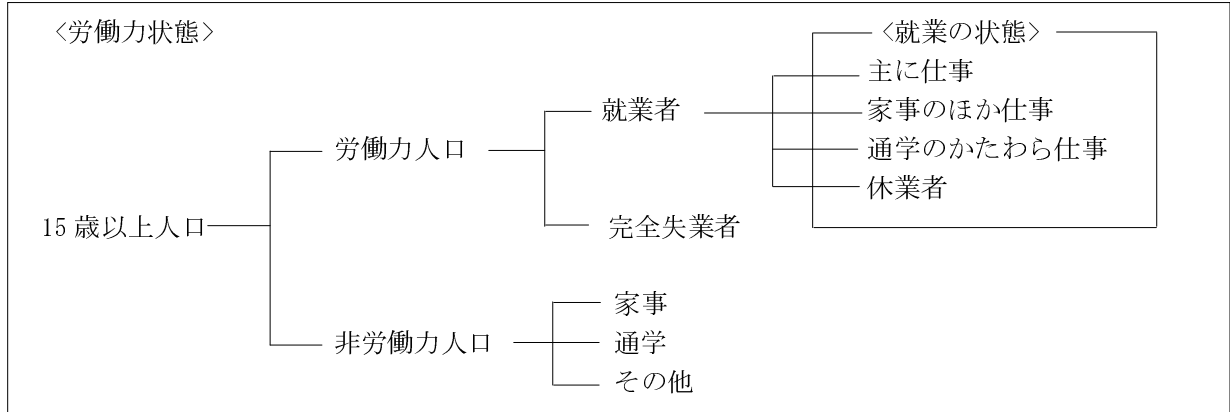 〈労働力状態〉
〈就業の状態〉
主に仕事
就業者
家事のほか仕事
労働力人口
通学のかたわら仕事
休業者
15 歳以上人口
完全失業者
家事
非労働力人口
通学
その他